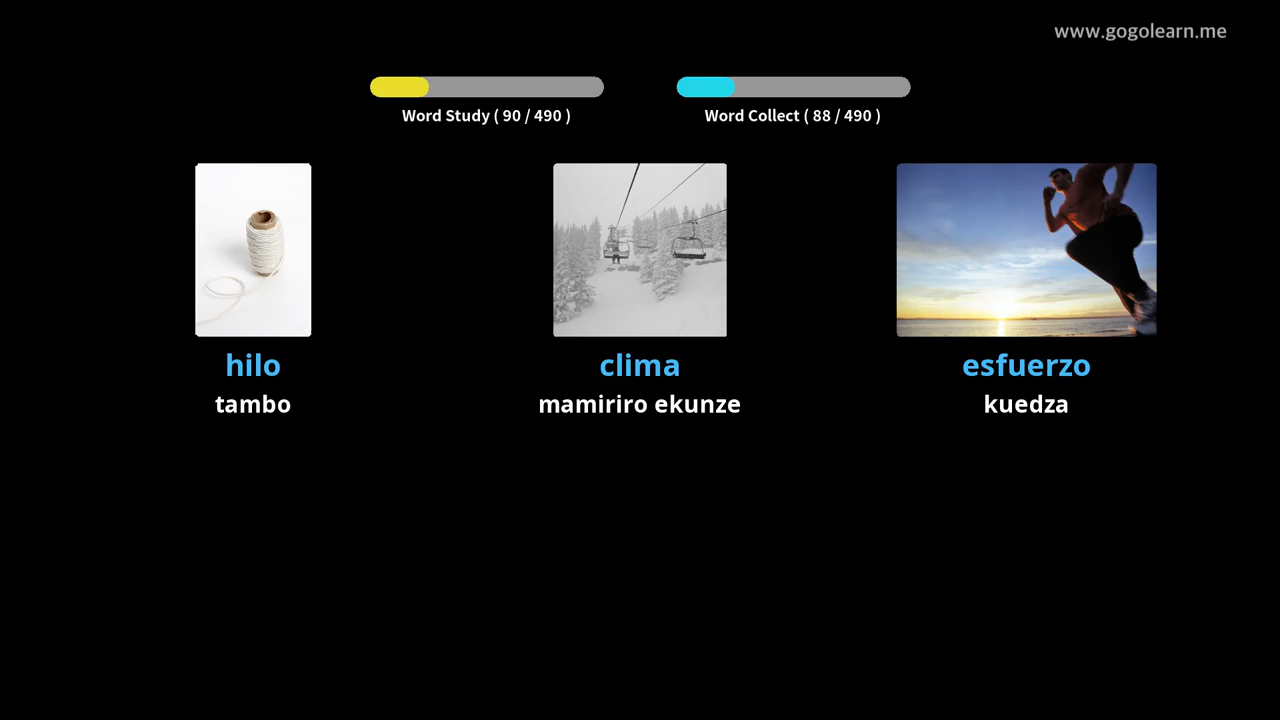 www.gogolearn.me
Word Study ( 90 / 490 )
Word Collect ( 88 / 490 )
hilo
tambo
clima
mamiriro ekunze
esfuerzo
kuedza